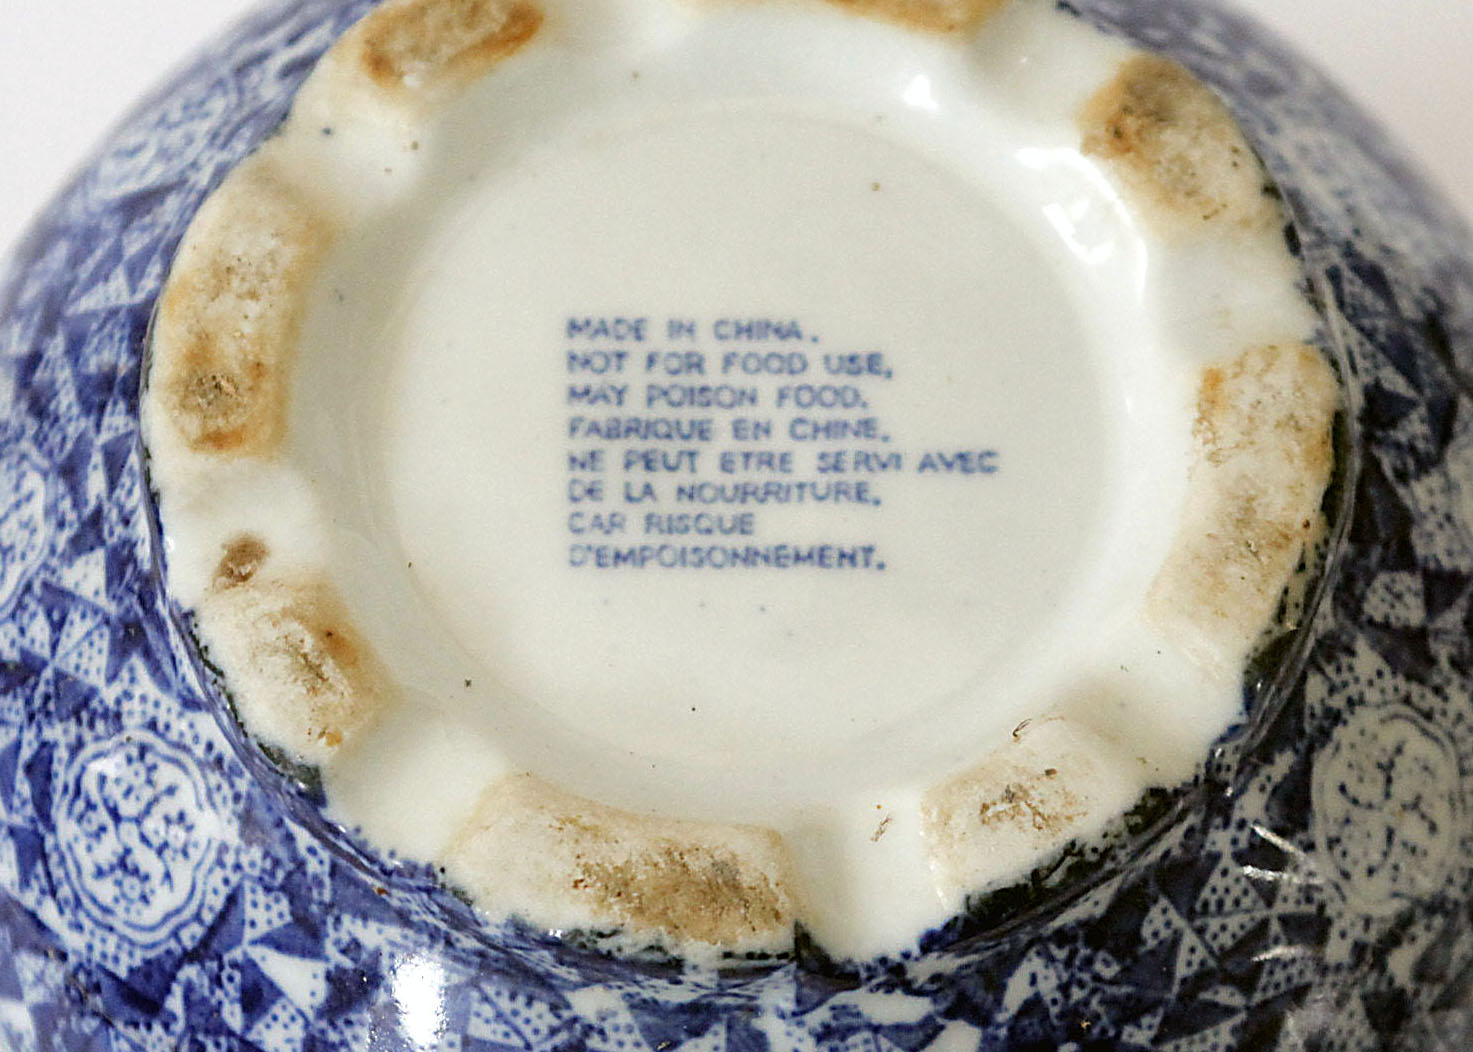 MADE IN CHINA.
NOT FOR FOOD USE,
MAY POISON FOOD.
FABRIQUE EN CHINE.
NE PEUT ETRE SERVI AVEC
DE LA NOURRITURE,
CAR RISQUE
D'EMPOISONNEMENT.